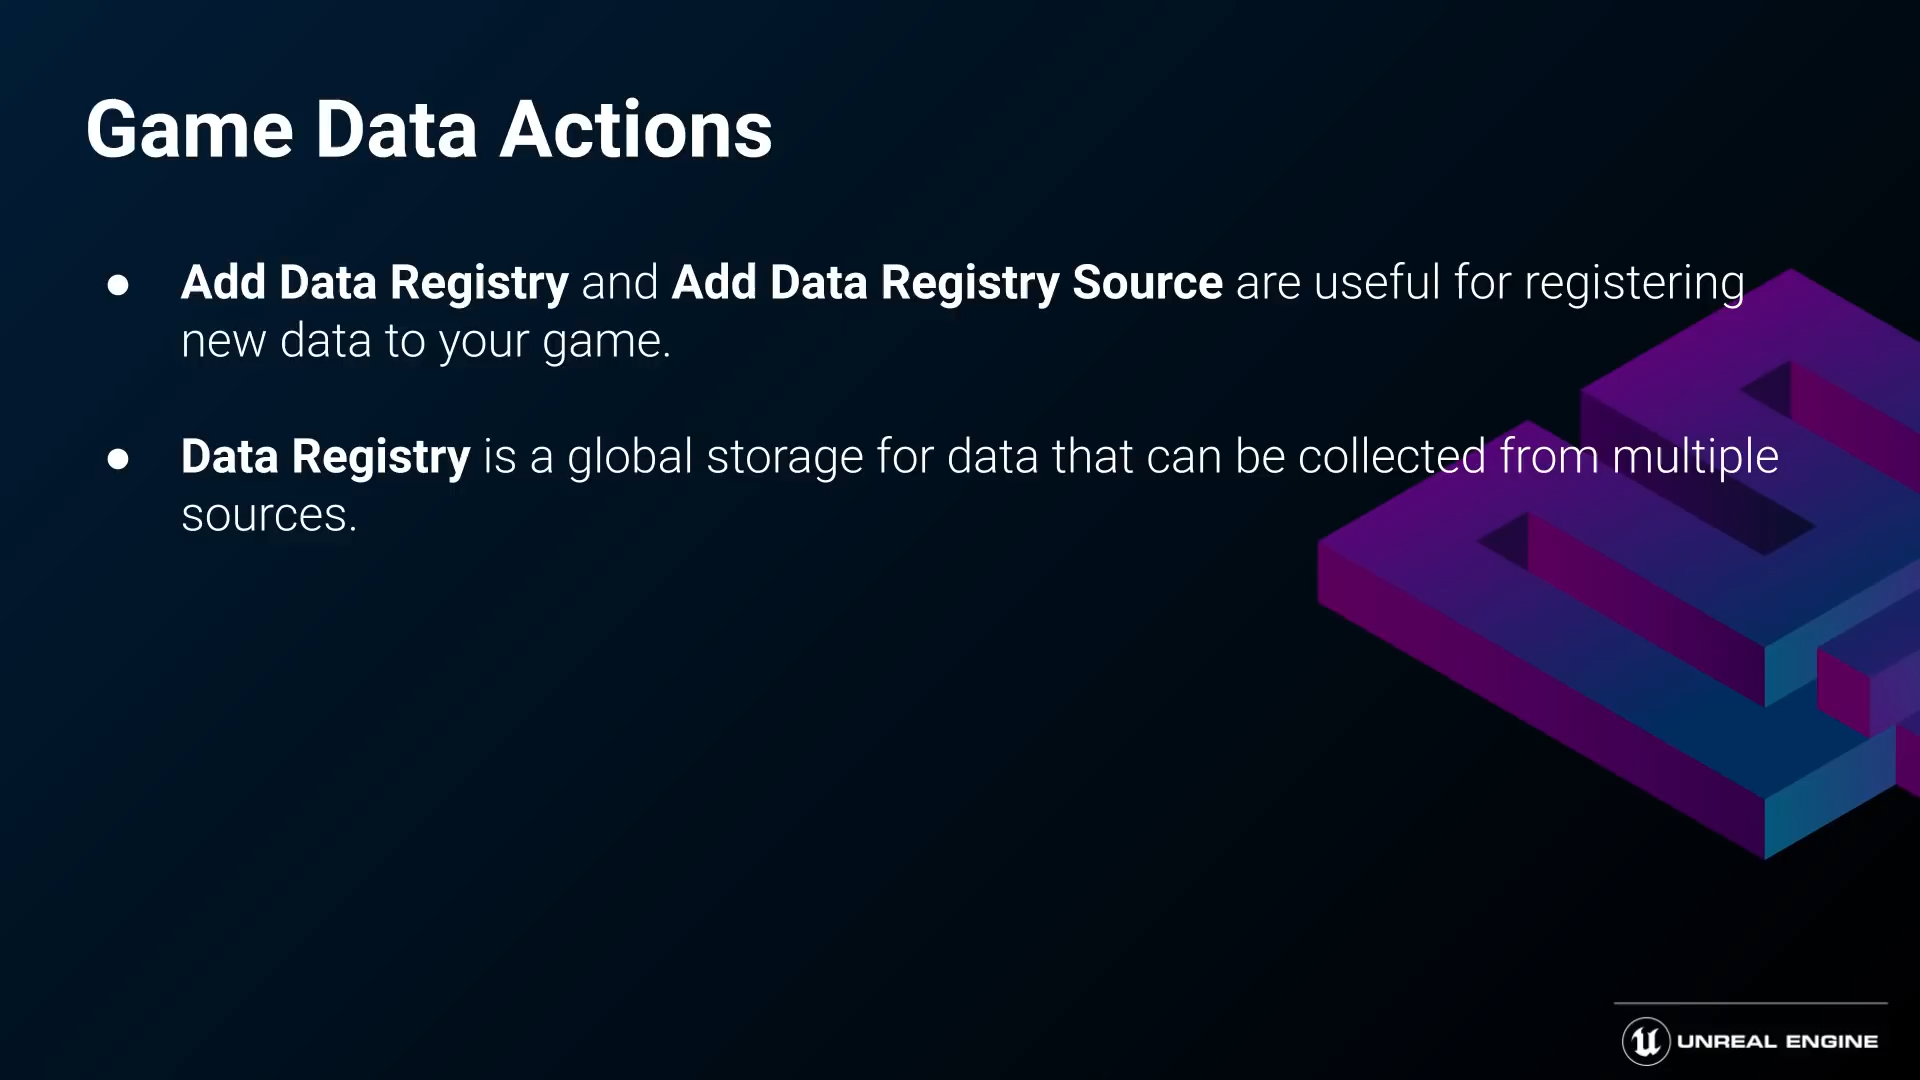 Game Data Actions
● Add Data Registry and Add Data Registry Source are useful for registering
new data to your game.
● Data Registry is a global storage for data that can be collected from multiple
sources.
UNREAL ENGINE